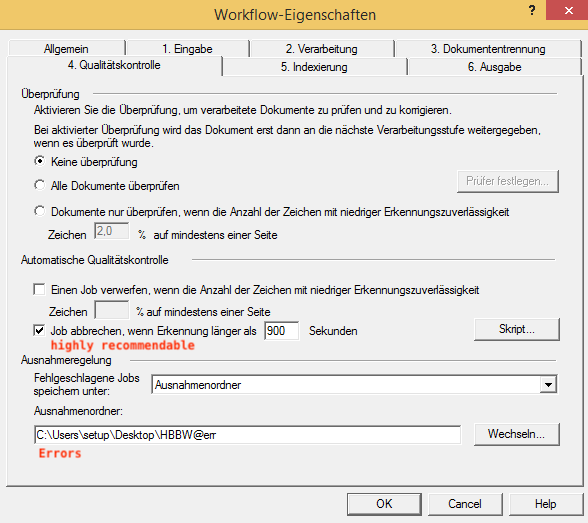 Workflow-Eigenschaften
? ×
Allgemein 1. Eingabe 2. Verarbeitung 3. Dokumententrennung
4. Qualitätskontrolle 5. Indexierung 6. Ausgabe
Überprüfung
Aktivieren Sie die Überprüfung, um verarbeitete Dokumente zu prüfen und zu korrigieren.
Bei aktivierter Überprüfung wird das Dokument erst dann an die nächste Verarbeitungsstufe weitergegeben,
wenn es überprüft wurde.
Keine überprüfung
Alle Dokumente überprüfen
Prüfer festlegen...
Dokumente nur überprüfen, wenn die Anzahl der Zeichen mit niedriger Erkennungszuverlässigkeit
Zeichen 2,0 % auf mindestens einer Seite
Automatische Qualitätskontrolle
Einen Job verwerfen, wenn die Anzahl der Zeichen mit niedriger Erkennungszuverlässigkeit
Zeichen % auf mindestens einer Seite
Job abbrechen, wenn Erkennung länger als 900 Sekunden
Skript...
highly recommendable
Ausnahmeregelung
Fehlgeschlagene Jobs
speichern unter: Ausnahmenordner
Ausnahmenordner:
C:\Users\setup\Desktop\HBBW@err
Wechseln...
Errors
OK Cancel Help